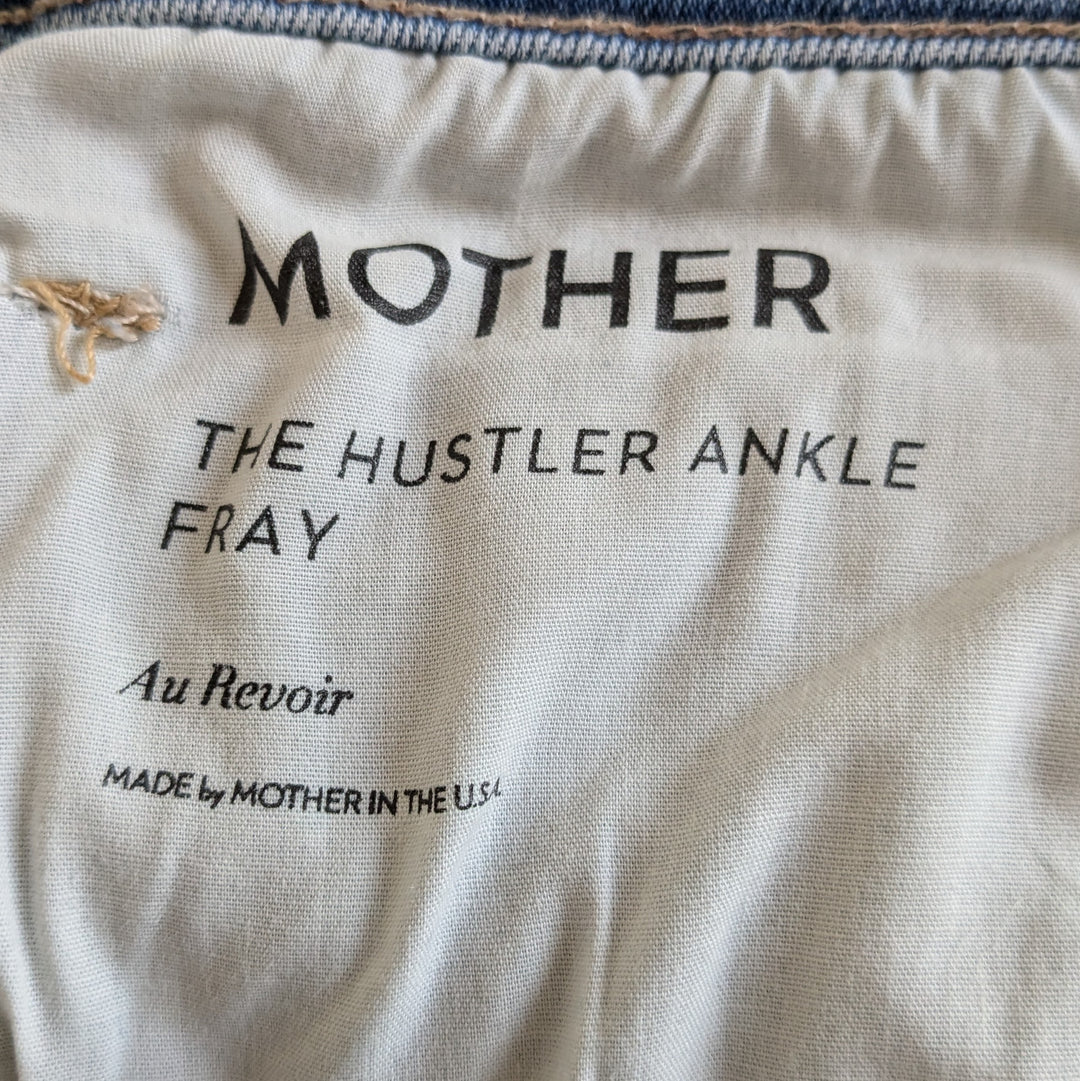 MOTHER
THE HUSTLER ANKLE
FRAY
Au Revoir
MADE by MOTHER IN THE U.S.A.